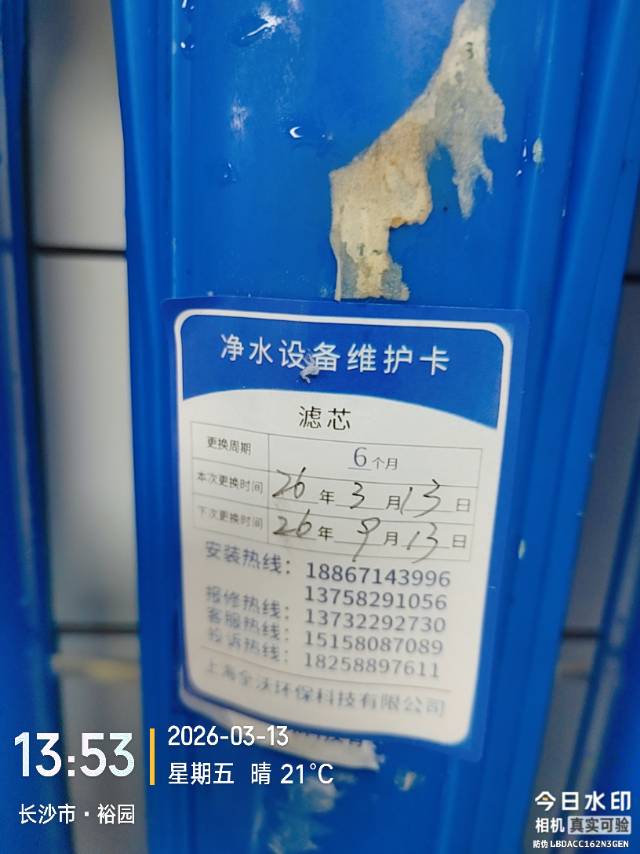 净水设备维护卡
滤芯
更换周期 6个月
本次更换时间 26年3月13日
下次更换时间 26年9月13日
安装热线：18867143996
13758291056
报修热线：13732292730
客服热线：15158087089
投诉热线：18258897611
上海全沃环保科技有限公司
13:53
2026-03-13
星期五 晴 21℃
长沙市·裕园
今日水印
相机 真实可验
防伪 LBDACC162N3GEN